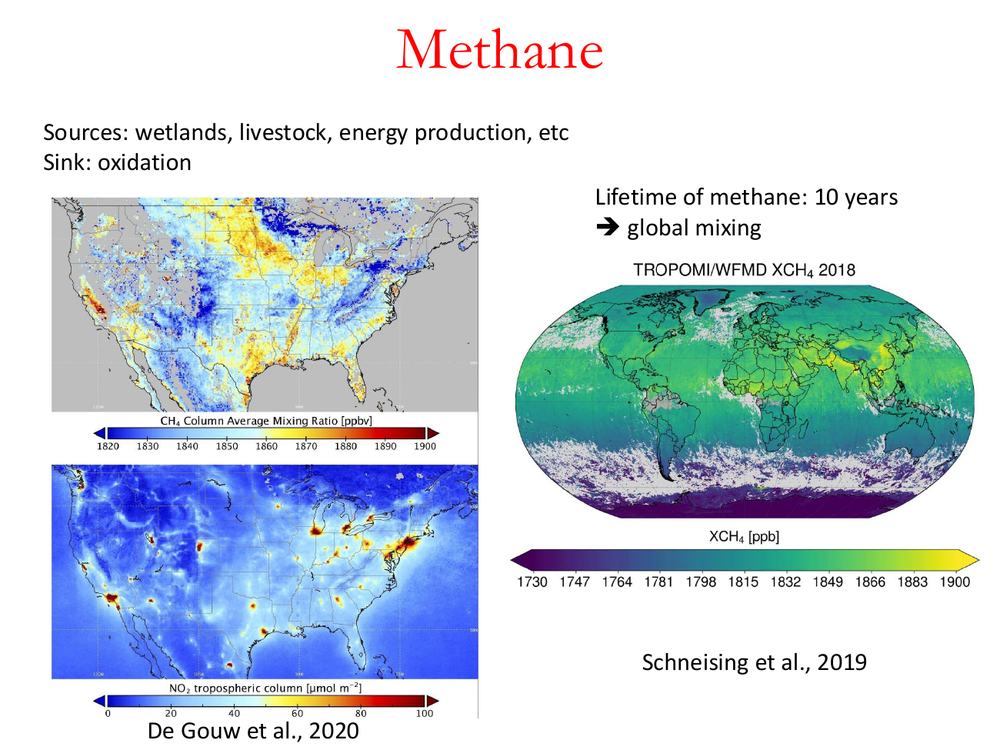 Methane
Sources: wetlands, livestock, energy production, etc
Sink: oxidation
Lifetime of methane: 10 years
➔ global mixing
CH₄ Column Average Mixing Ratio [ppbv]
1820 1830 1840 1850 1860 1870 1880 1890 1900
NO₂ tropospheric column [μmol m⁻²]
0 20 40 60 80 100
De Gouw et al., 2020
TROPOMI/WFMD XCH₄ 2018
XCH₄ [ppb]
1730 1747 1764 1781 1798 1815 1832 1849 1866 1883 1900
Schneising et al., 2019